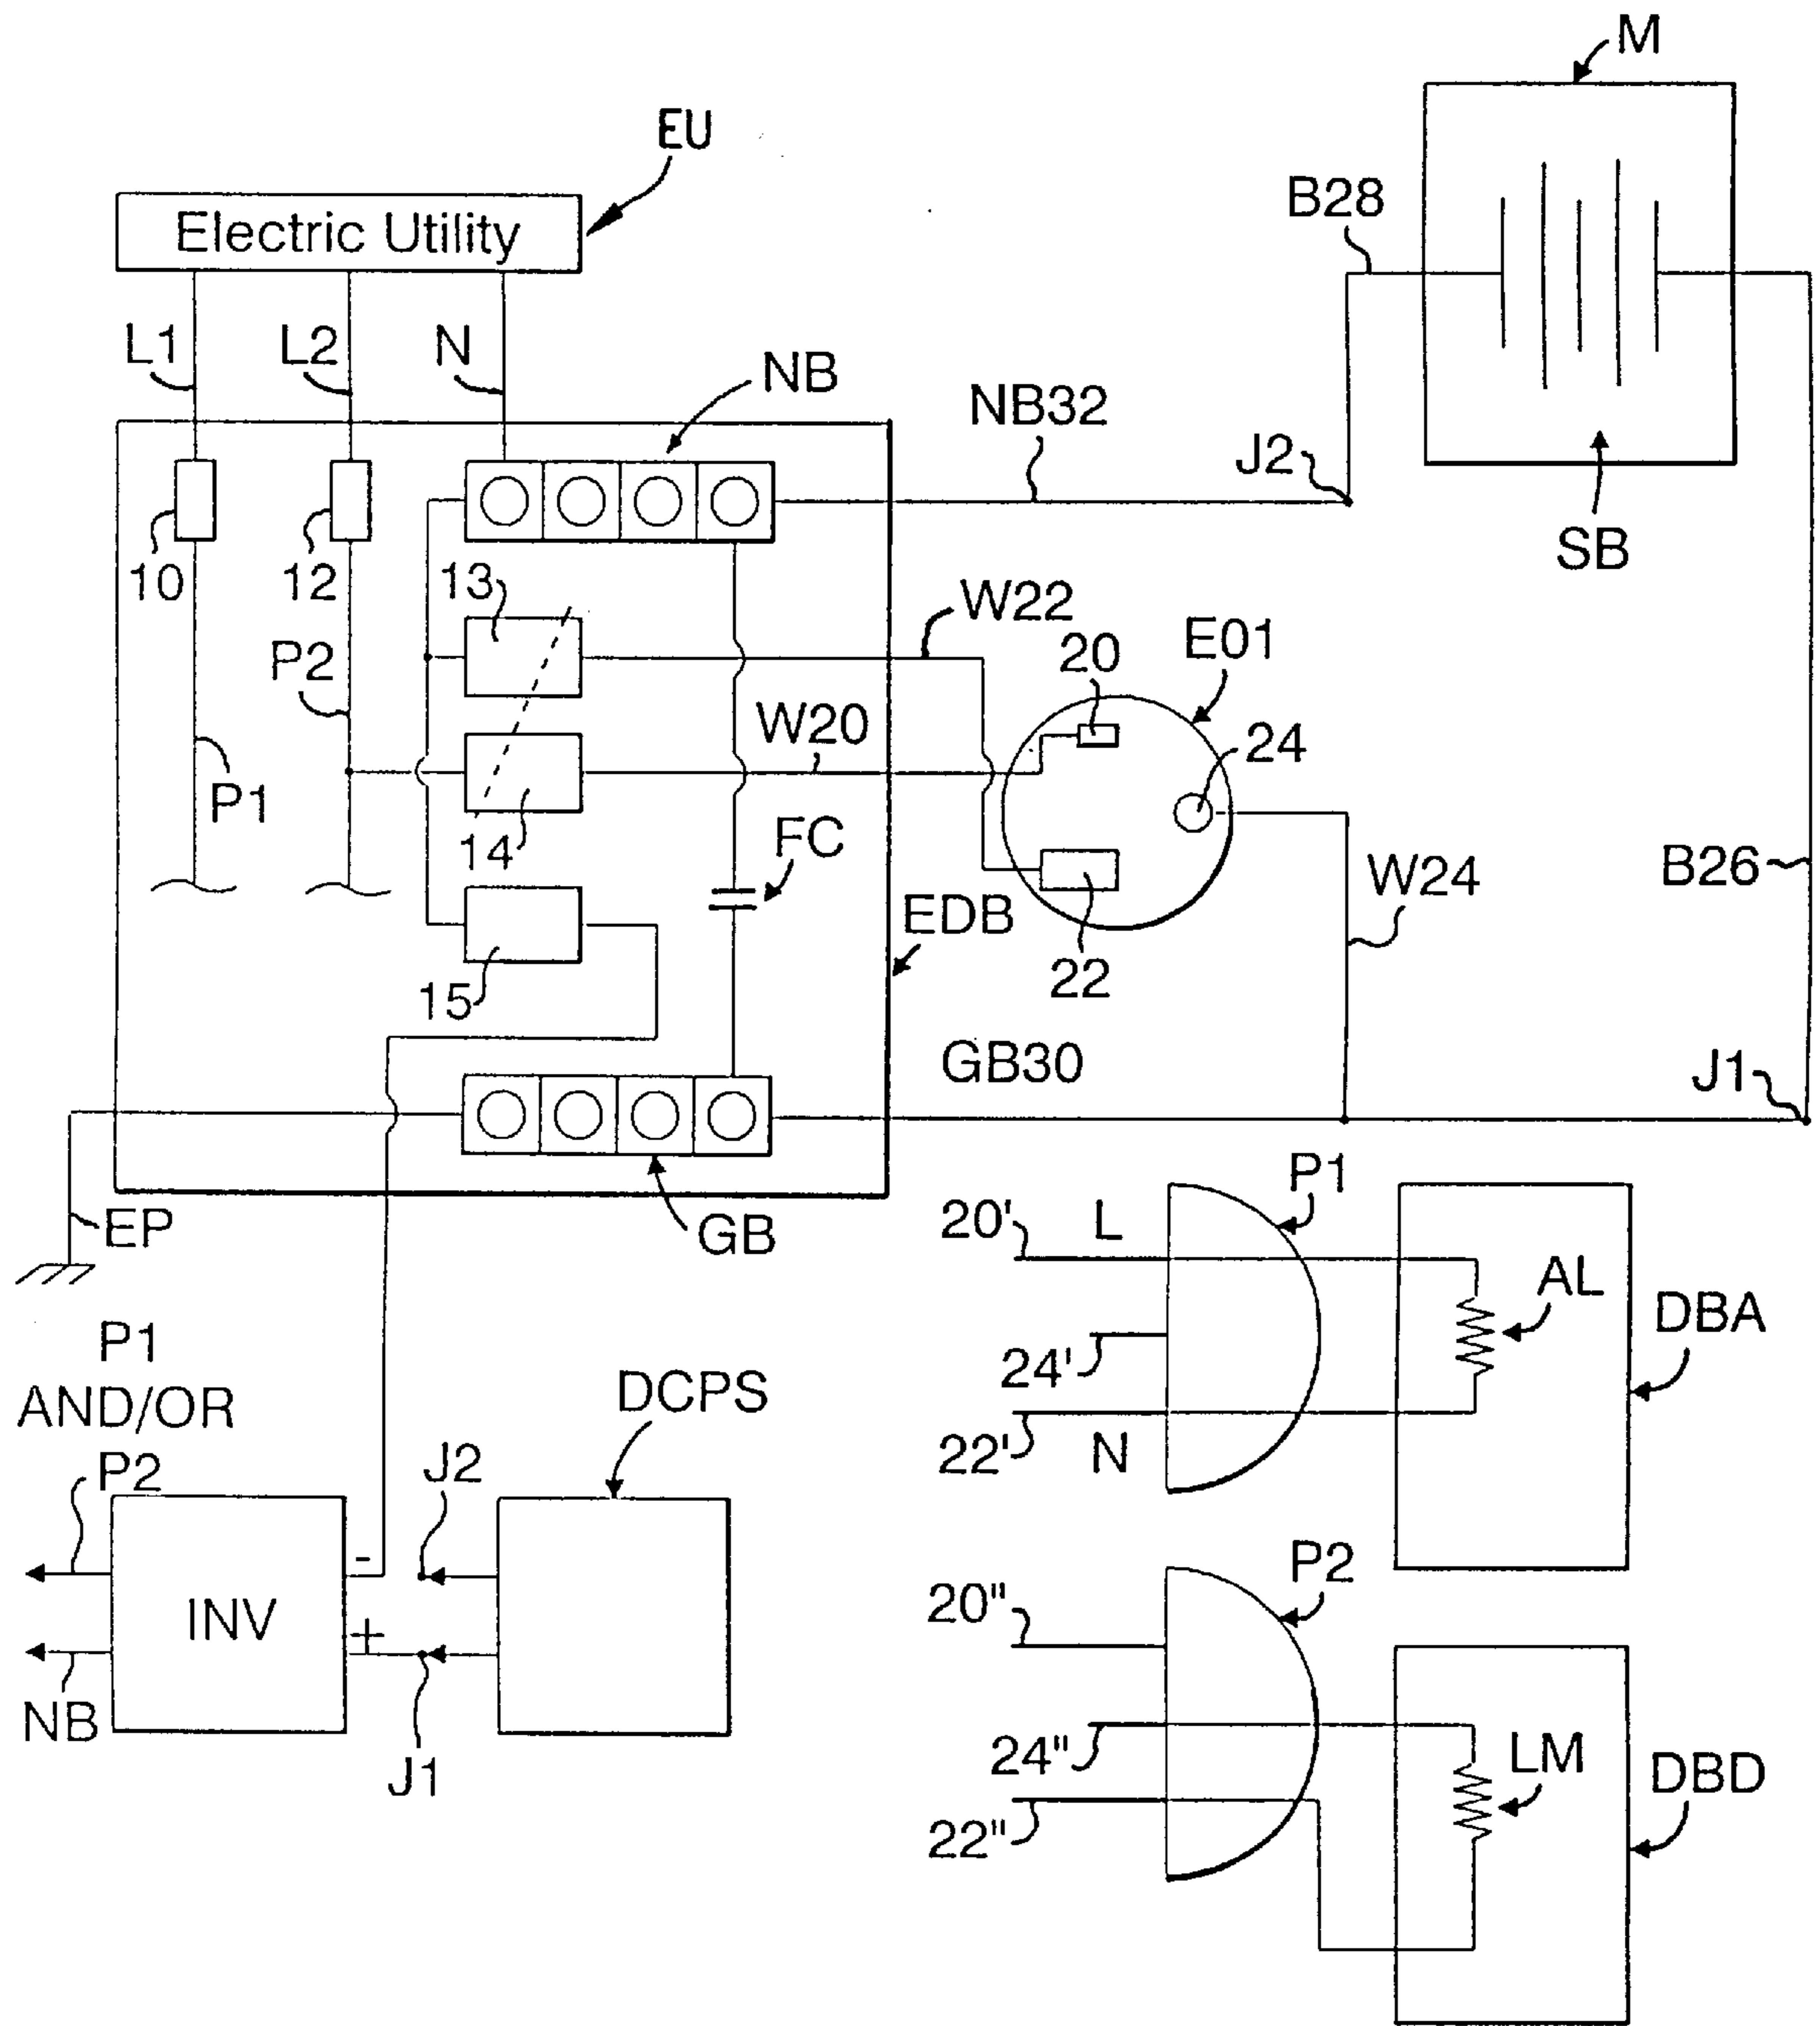 M
EU
Electric Utility
B28
L1
L2
N
NB
NB32
J2
SB
10
12
13
W22
P2
20
E01
W20
24
P1
14
FC
W24
B26
EDB
15
22
GB30
J1
EP
GB
P1
20'
L
AL
DBA
P1
AND/OR
P2
DCPS
24'
22'
N
J2
P2
-
20"
INV
+
NB
24"
LM
DBD
J1
22"